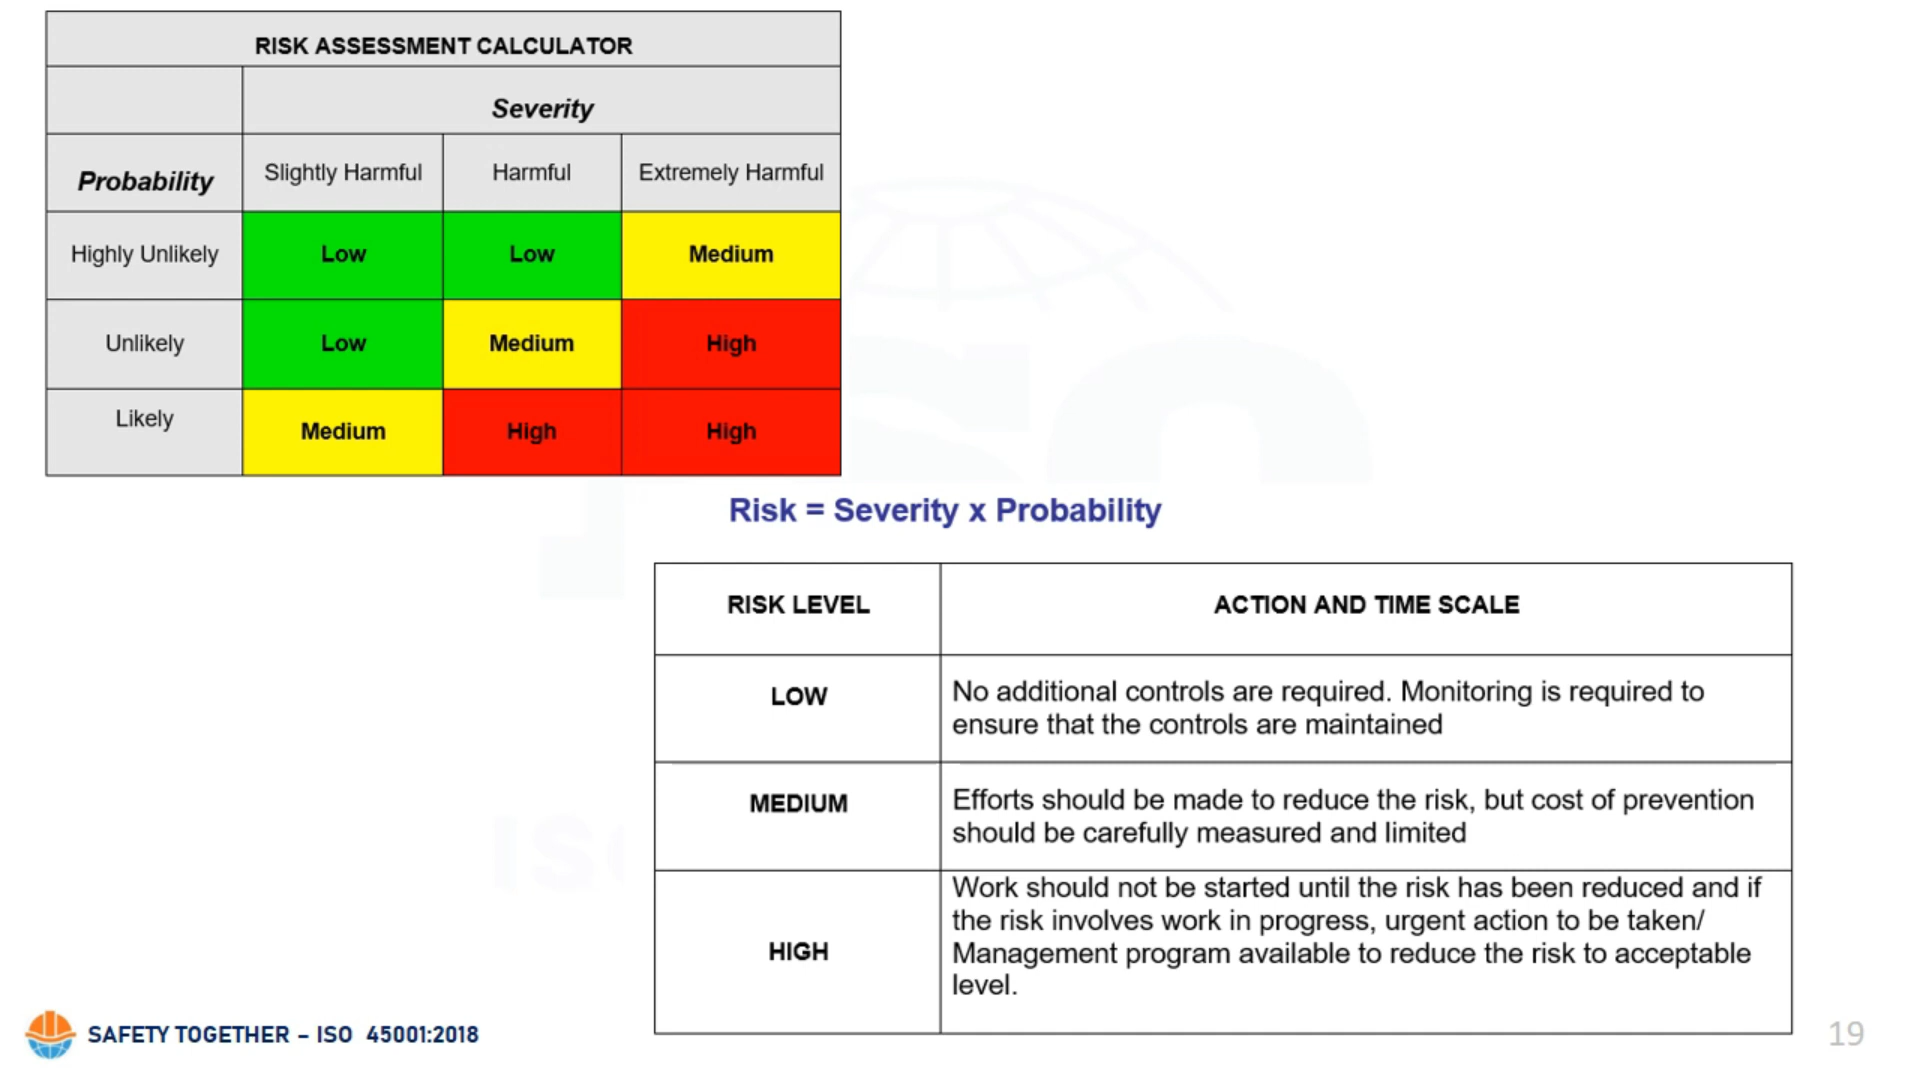 RISK ASSESSMENT CALCULATOR
Severity
Probability
Slightly Harmful
Harmful
Extremely Harmful
Highly Unlikely
Low
Low
Medium
Unlikely
Low
Medium
High
Likely
Medium
High
High
Risk = Severity x Probability
RISK LEVEL
ACTION AND TIME SCALE
LOW
No additional controls are required. Monitoring is required to
ensure that the controls are maintained
MEDIUM
Efforts should be made to reduce the risk, but cost of prevention
should be carefully measured and limited
HIGH
Work should not be started until the risk has been reduced and if
the risk involves work in progress, urgent action to be taken/
Management program available to reduce the risk to acceptable
level.
SAFETY TOGETHER – ISO 45001:2018
19